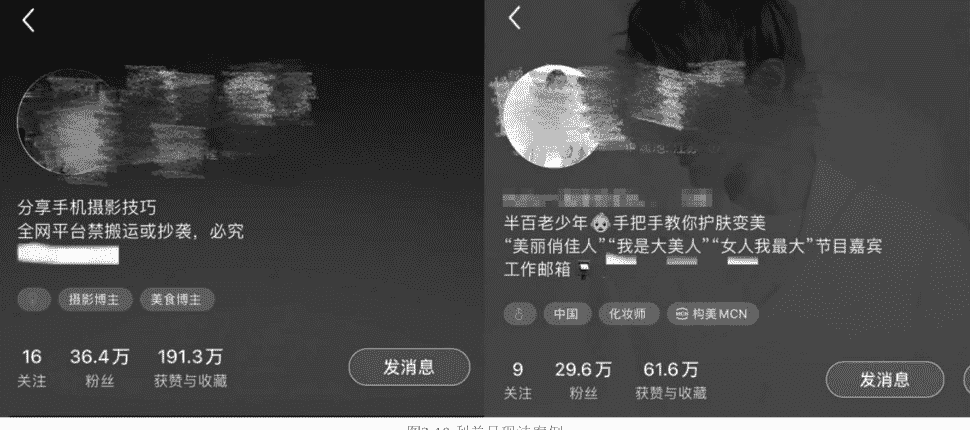 分享手机摄影技巧
全网平台禁搬运或抄袭，必究
摄影博主 美食博主
16 36.4万 191.3万
关注 粉丝 获赞与收藏
发消息
半百老少年👶手把手教你护肤变美
“美丽俏佳人”“我是大美人”“女人我最大”节目嘉宾
工作邮箱
中国 化妆师 MCN 构美MCN
9 29.6万 61.6万
关注 粉丝 获赞与收藏
发消息